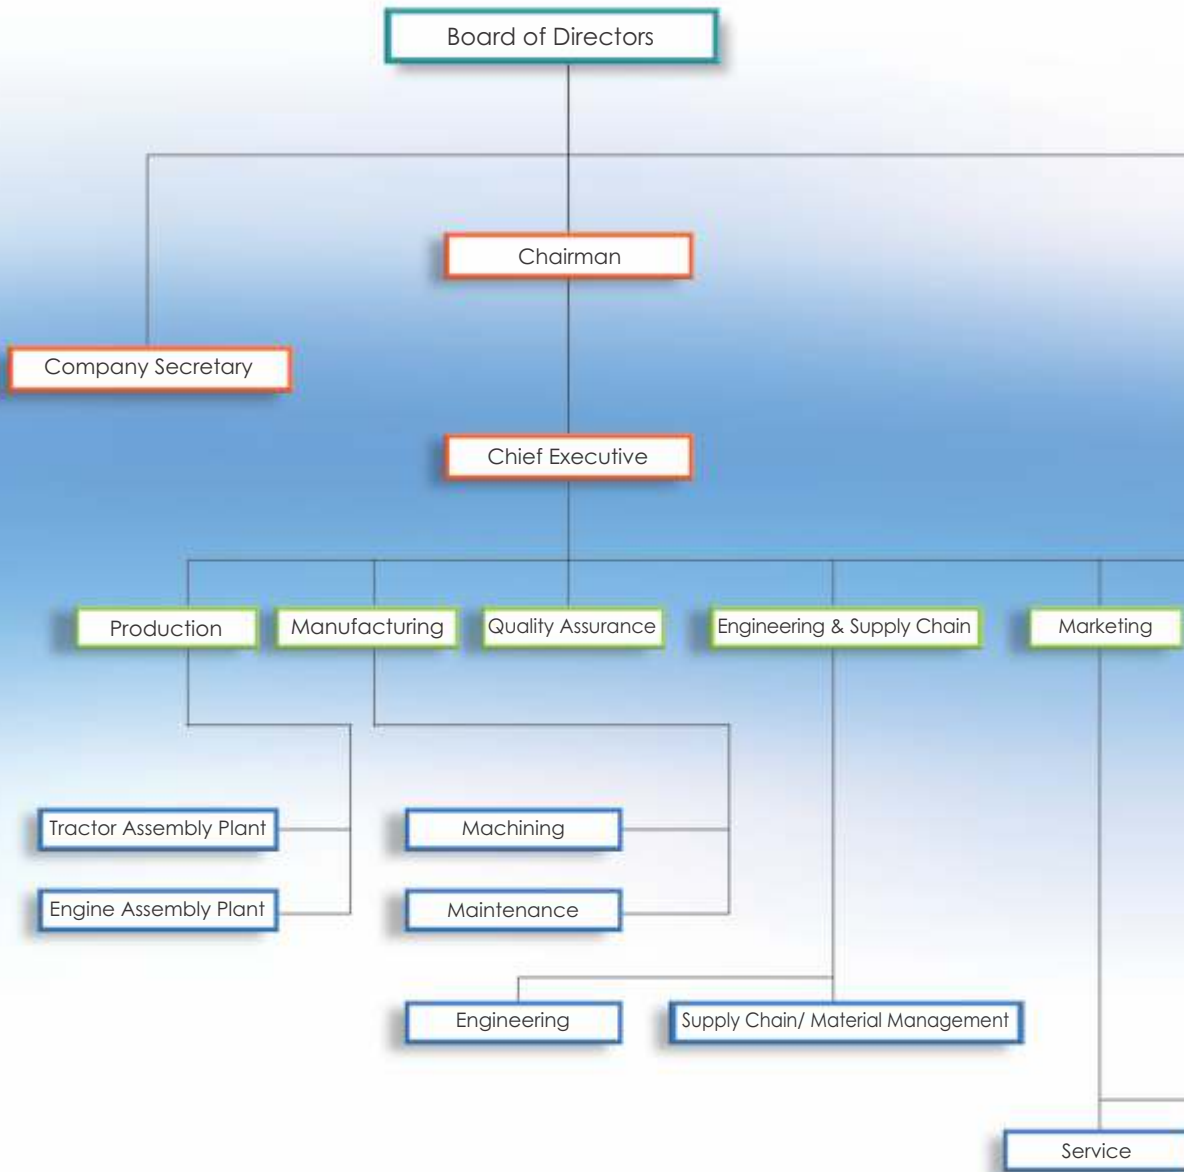 Board of Directors
Chairman
Company Secretary
Chief Executive
Production
Manufacturing
Quality Assurance
Engineering & Supply Chain
Marketing
Tractor Assembly Plant
Machining
Engine Assembly Plant
Maintenance
Engineering
Supply Chain/ Material Management
Service